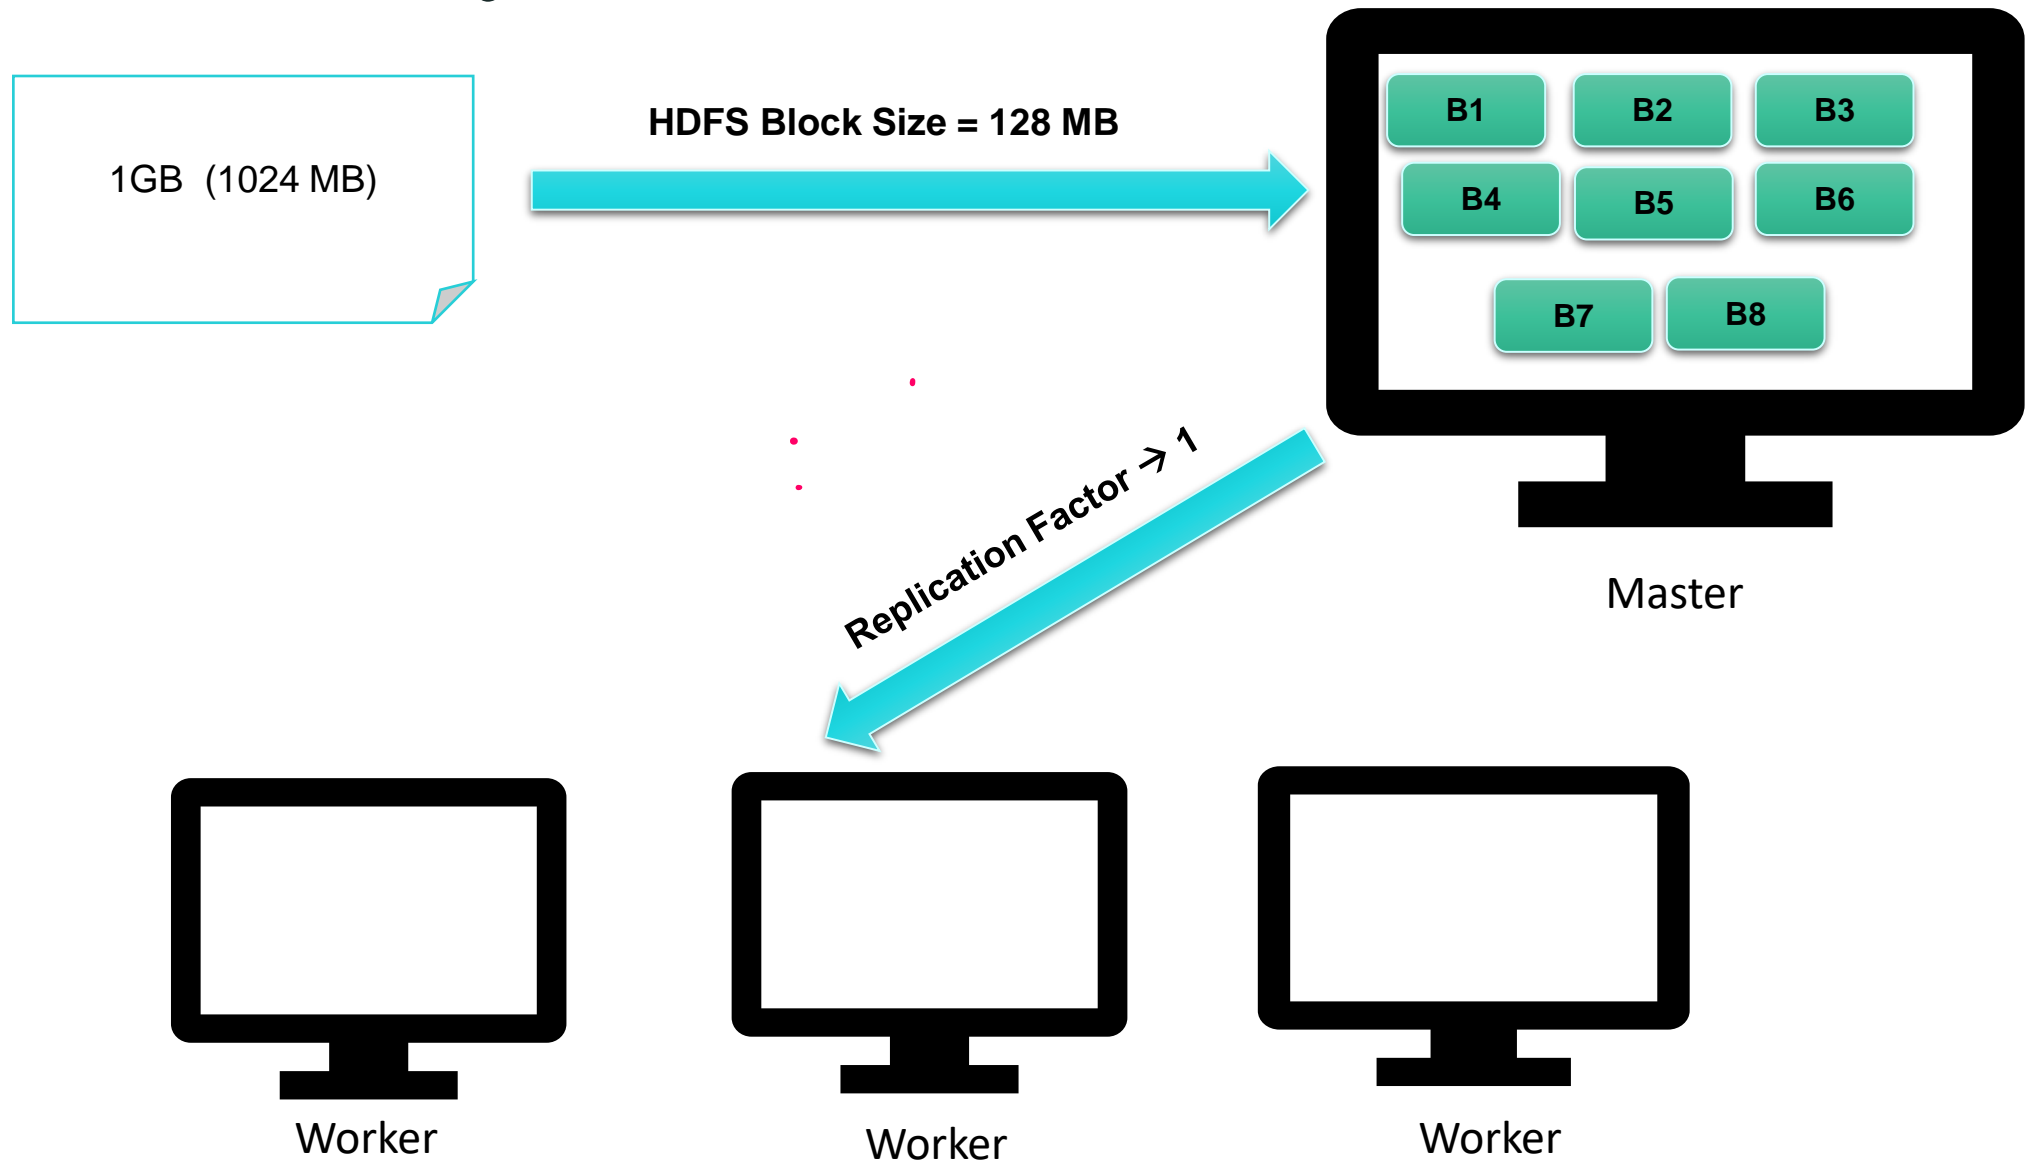 1GB (1024 MB)
HDFS Block Size = 128 MB
B1
B2
B3
B4
B5
B6
B7
B8
Replication Factor → 1
Master
Worker
Worker
Worker